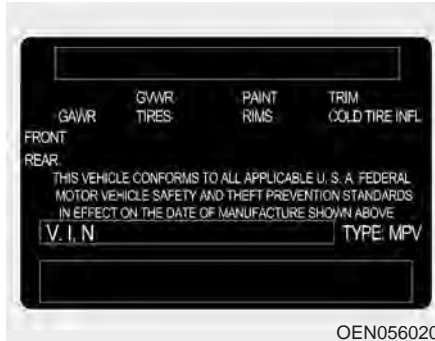 GVWR PAINT TRIM
GAWR TIRES RIMS COLD TIRE INFL
FRONT
REAR
THIS VEHICLE CONFORMS TO ALL APPLICABLE U. S. A. FEDERAL
MOTOR VEHICLE SAFETY AND THEFT PREVENTION STANDARDS
IN EFFECT ON THE DATE OF MANUFACTURE SHOWN ABOVE
V. I. N TYPE: MPV
OEN056020